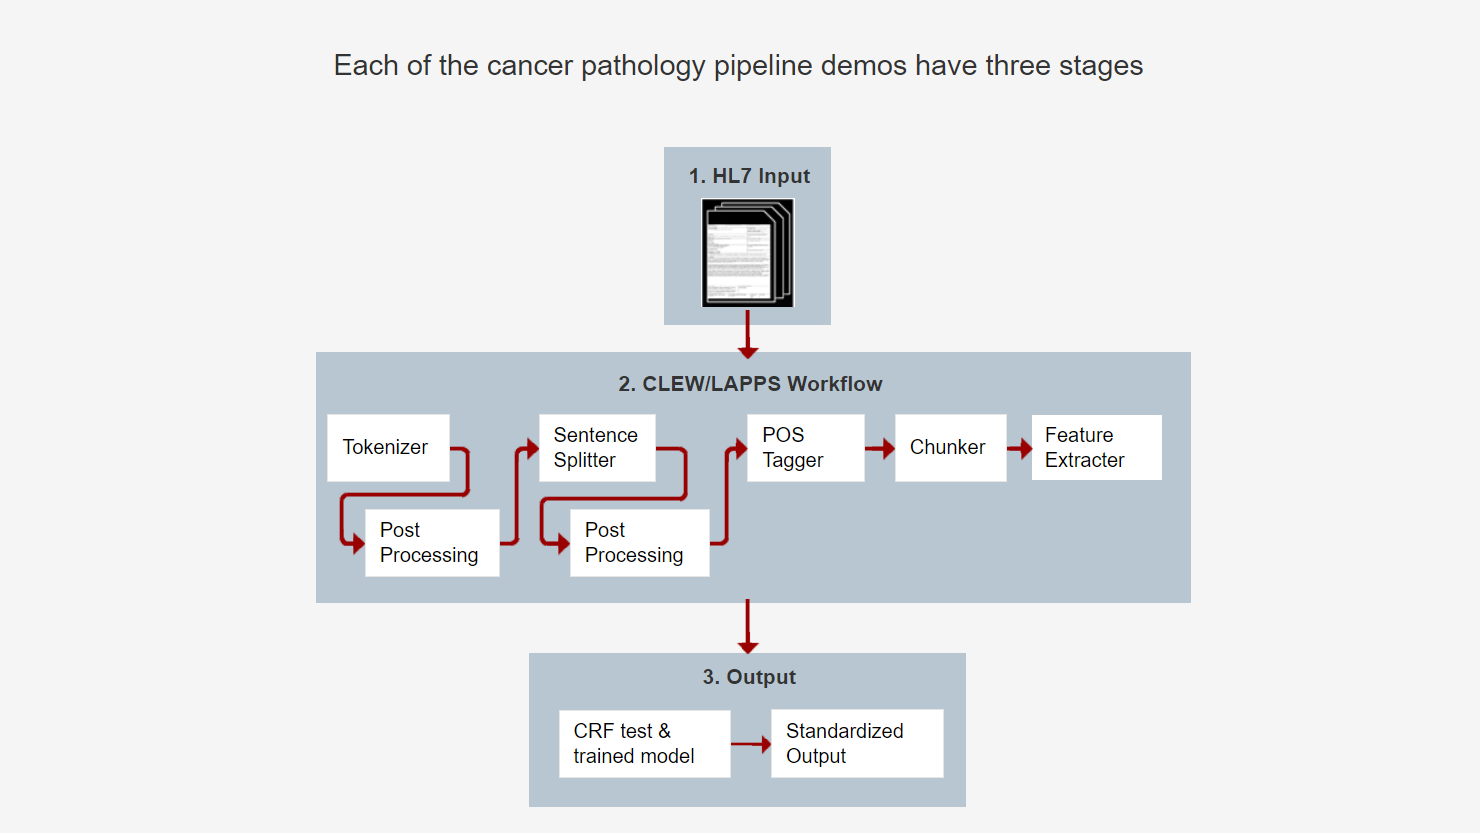 Each of the cancer pathology pipeline demos have three stages
1. HL7 Input
2. CLEW/LAPPS Workflow
Tokenizer
Post
Processing
Sentence
Splitter
Post
Processing
POS
Tagger
Chunker
Feature
Extracter
3. Output
CRF test &
trained model
Standardized
Output